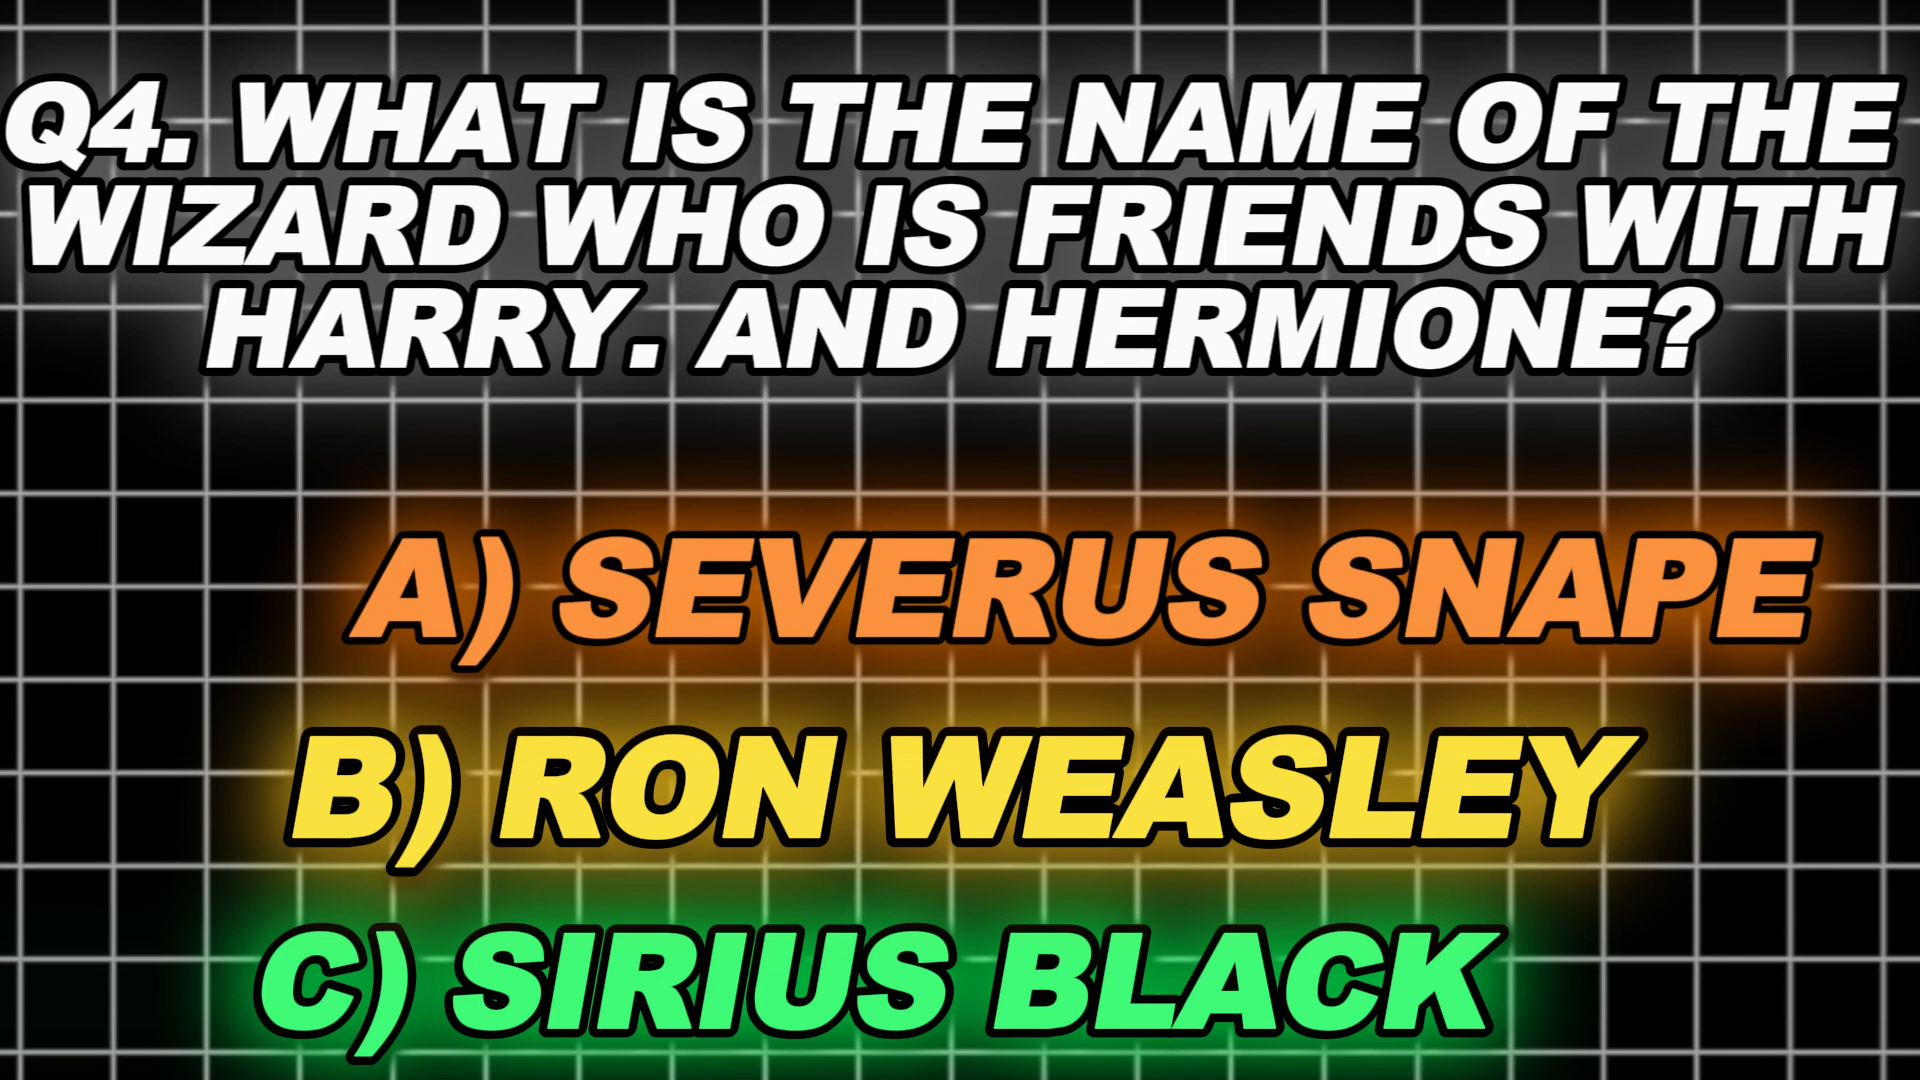 Q4. WHAT IS THE NAME OF THE
WIZARD WHO IS FRIENDS WITH
HARRY. AND HERMIONE?
A) SEVERUS SNAPE
B) RON WEASLEY
C) SIRIUS BLACK